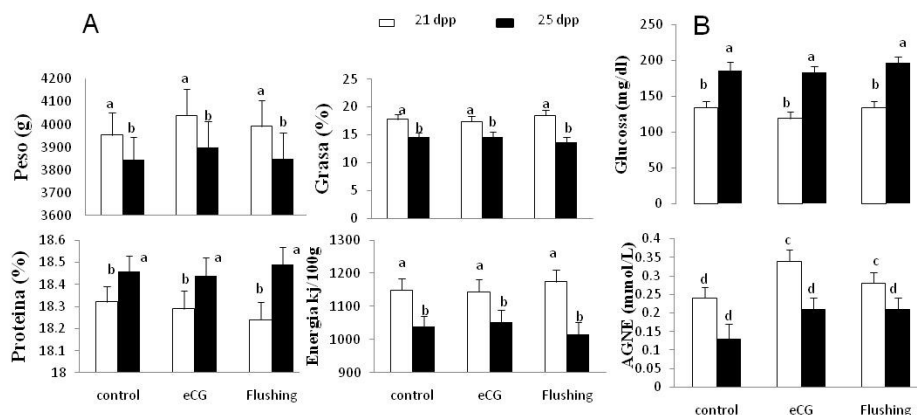 A
21 dpp
25 dpp
B
Peso (g)
4200
4100
4000
3900
3800
3700
3600
a b a b a b
Grasa (%)
25
20
15
10
5
0
a b a b a b
Glucosa (mg/dl)
250
200
150
100
50
0
b a b a b a
Proteina (%)
18.6
18.5
18.4
18.3
18.2
18.1
18
b a b a b a
control eCG Flushing
Energia kj/100g
1300
1200
1100
1000
900
a b a b a b
control eCG Flushing
AGNE (mmol/L)
0.4
0.35
0.3
0.25
0.2
0.15
0.1
0.05
0
d d c d c d
control eCG Flushing